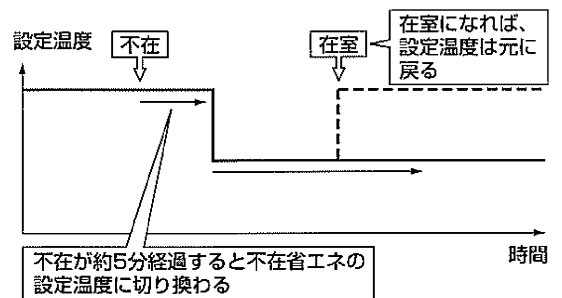 設定温度
不在
在室
在室になれば、
設定温度は元に
戻る
時間
不在が約5分経過すると不在省エネの
設定温度に切り換わる